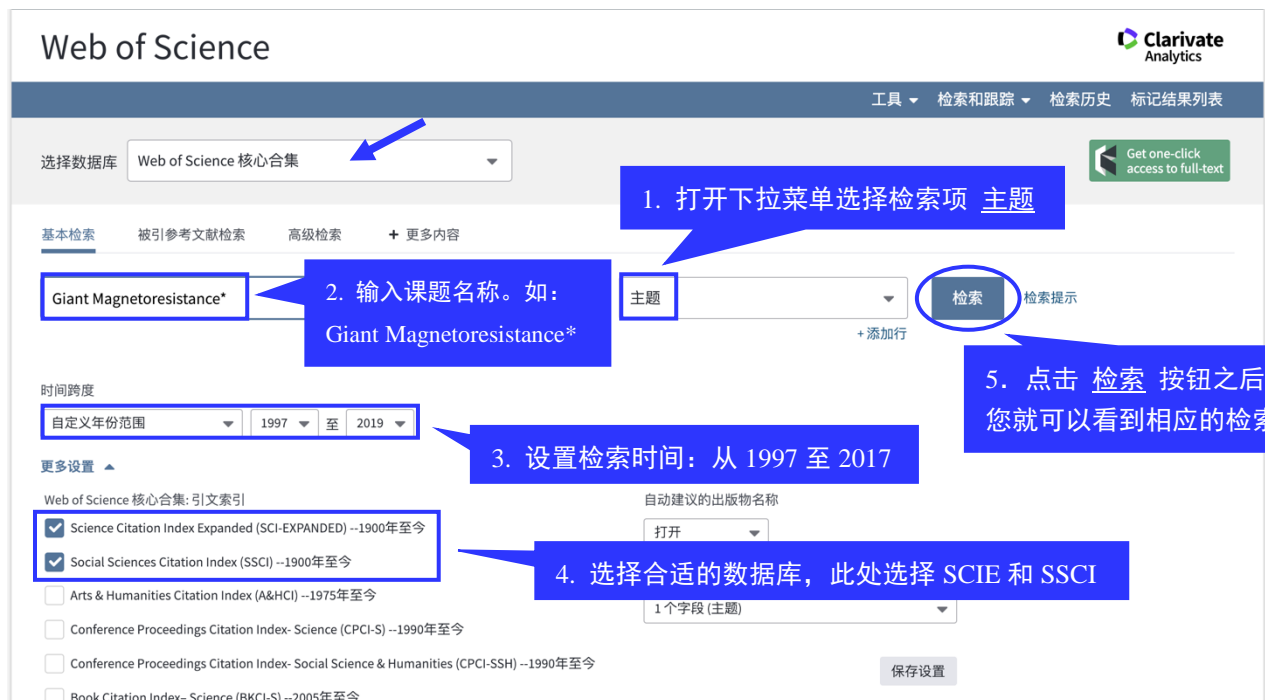 Web of Science
Clarivate
Analytics
工具 检索和跟踪 检索历史 标记结果列表
选择数据库 Web of Science 核心合集
Get one-click
access to full-text
1. 打开下拉菜单选择检索项 主题
基本检索 被引参考文献检索 高级检索 + 更多内容
Giant Magnetoresistance*
2. 输入课题名称。如:
Giant Magnetoresistance*
主题
检索
检索提示
+添加行
5. 点击 检索 按钮之后
您就可以看到相应的检索
时间跨度
自定义年份范围 1997 至 2019
3. 设置检索时间:从 1997 至 2017
更多设置
Web of Science 核心合集: 引文索引
自动建议的出版物名称
Science Citation Index Expanded (SCI-EXPANDED) --1900年至今
打开
Social Sciences Citation Index (SSCI) --1900年至今
4. 选择合适的数据库，此处选择 SCIE 和 SSCI
Arts & Humanities Citation Index (A&HCI) --1975年至今
1 个字段 (主题)
Conference Proceedings Citation Index- Science (CPCI-S) --1990年至今
Conference Proceedings Citation Index- Social Science & Humanities (CPCI-SSH) --1990年至今
保存设置
Book Citation Index– Science (BKCI-S) --2005年至今